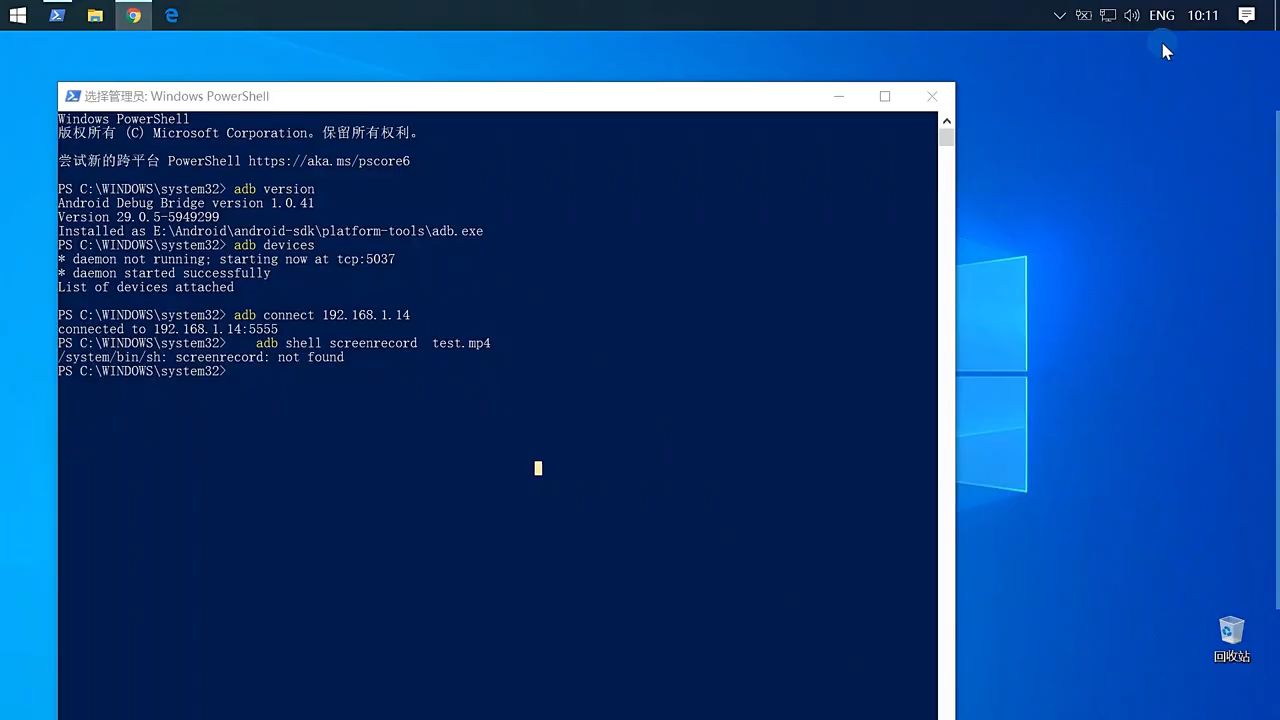 ENG 10:11
选择管理员: Windows PowerShell
Windows PowerShell
版权所有 (C) Microsoft Corporation。保留所有权利。
尝试新的跨平台 PowerShell https://aka.ms/pscore6
PS C:\WINDOWS\system32> adb version
Android Debug Bridge version 1.0.41
Version 29.0.5-5949299
Installed as E:\Android\android-sdk\platform-tools\adb.exe
PS C:\WINDOWS\system32> adb devices
* daemon not running; starting now at tcp:5037
* daemon started successfully
List of devices attached
PS C:\WINDOWS\system32> adb connect 192.168.1.14
connected to 192.168.1.14:5555
PS C:\WINDOWS\system32>    adb shell screenrecord  test.mp4
/system/bin/sh: screenrecord: not found
PS C:\WINDOWS\system32>
回收站